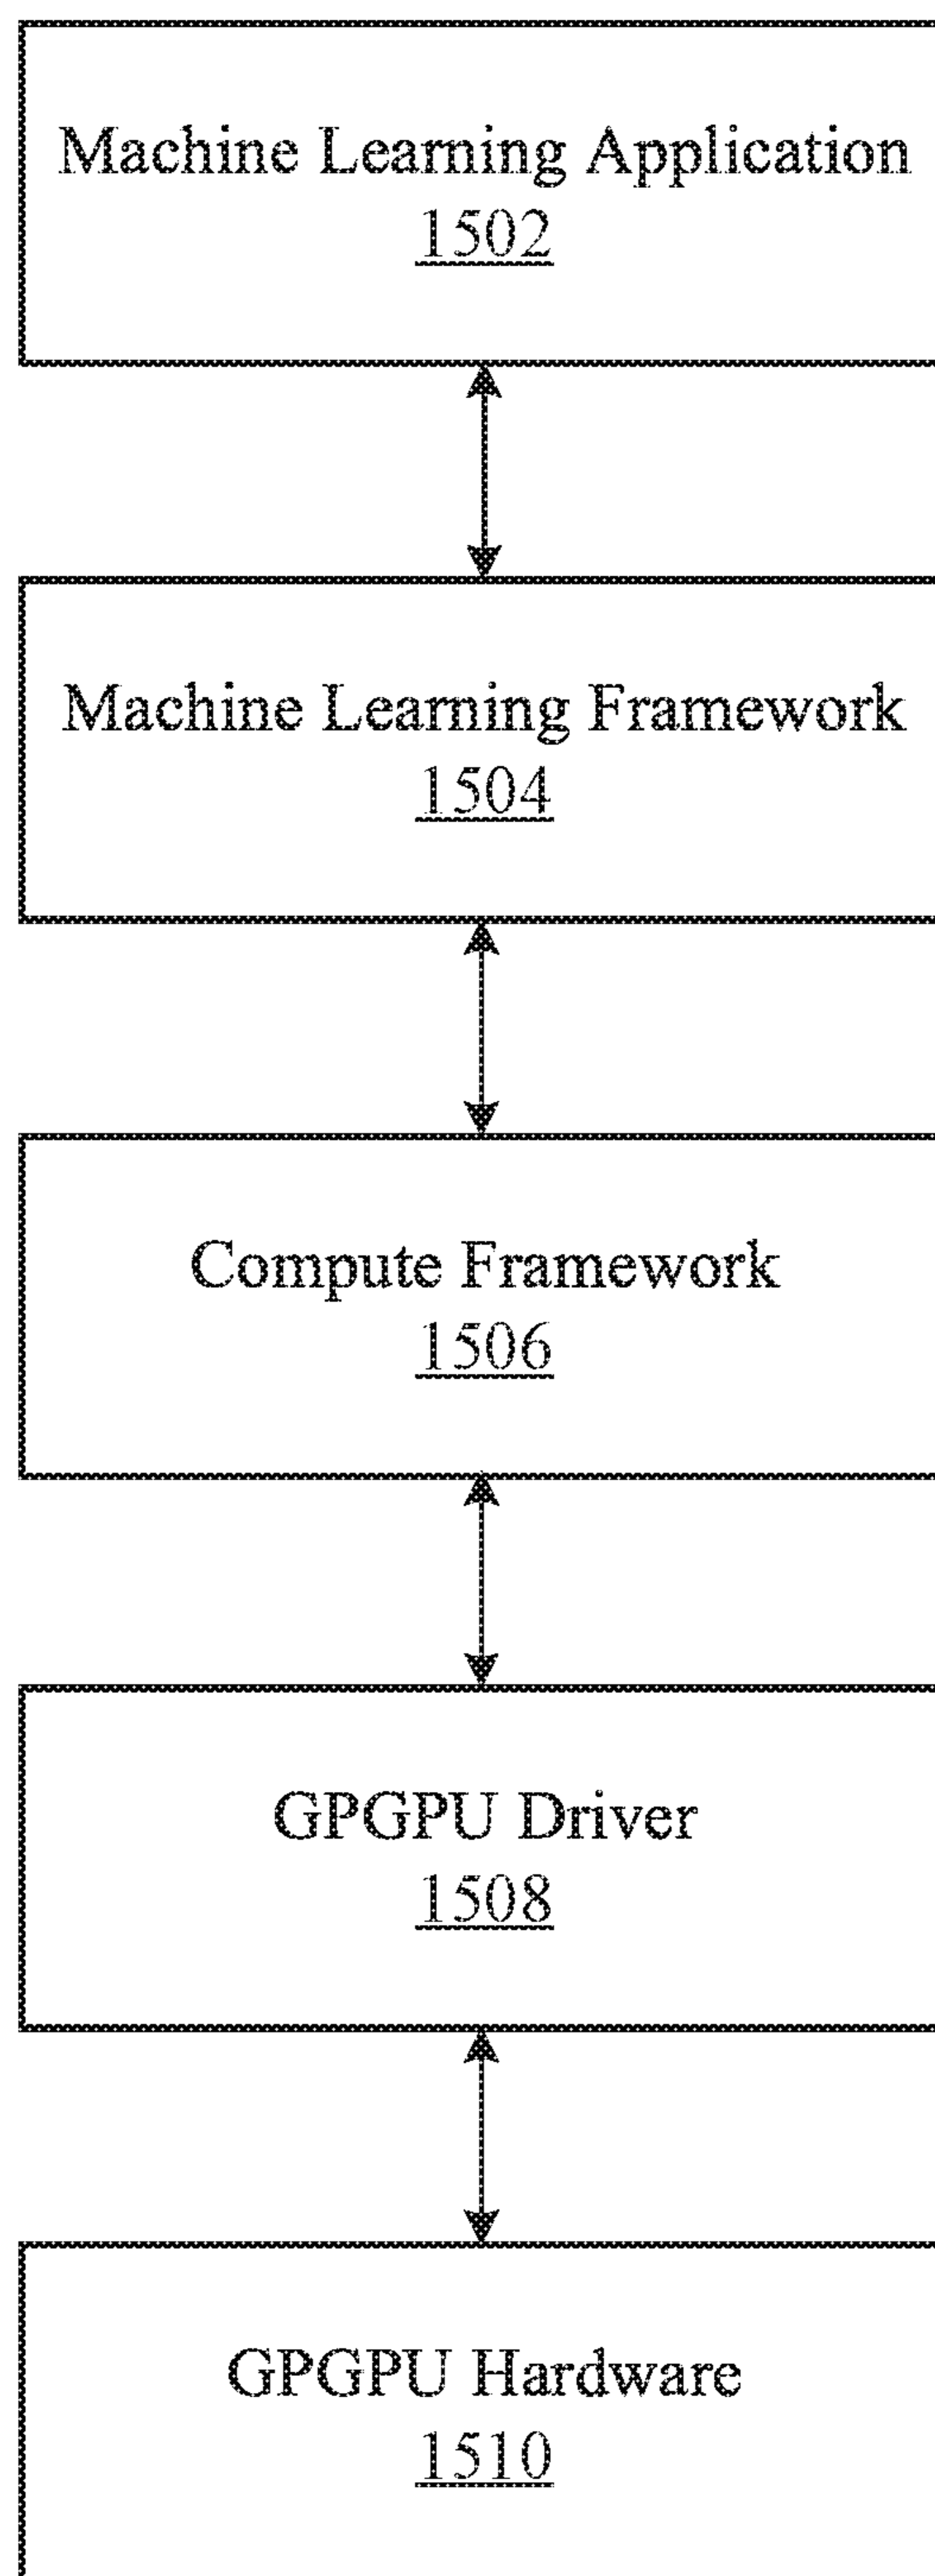 Machine Learning Application
1502
Machine Learning Framework
1504
Compute Framework
1506
GPGPU Driver
1508
GPGPU Hardware
1510